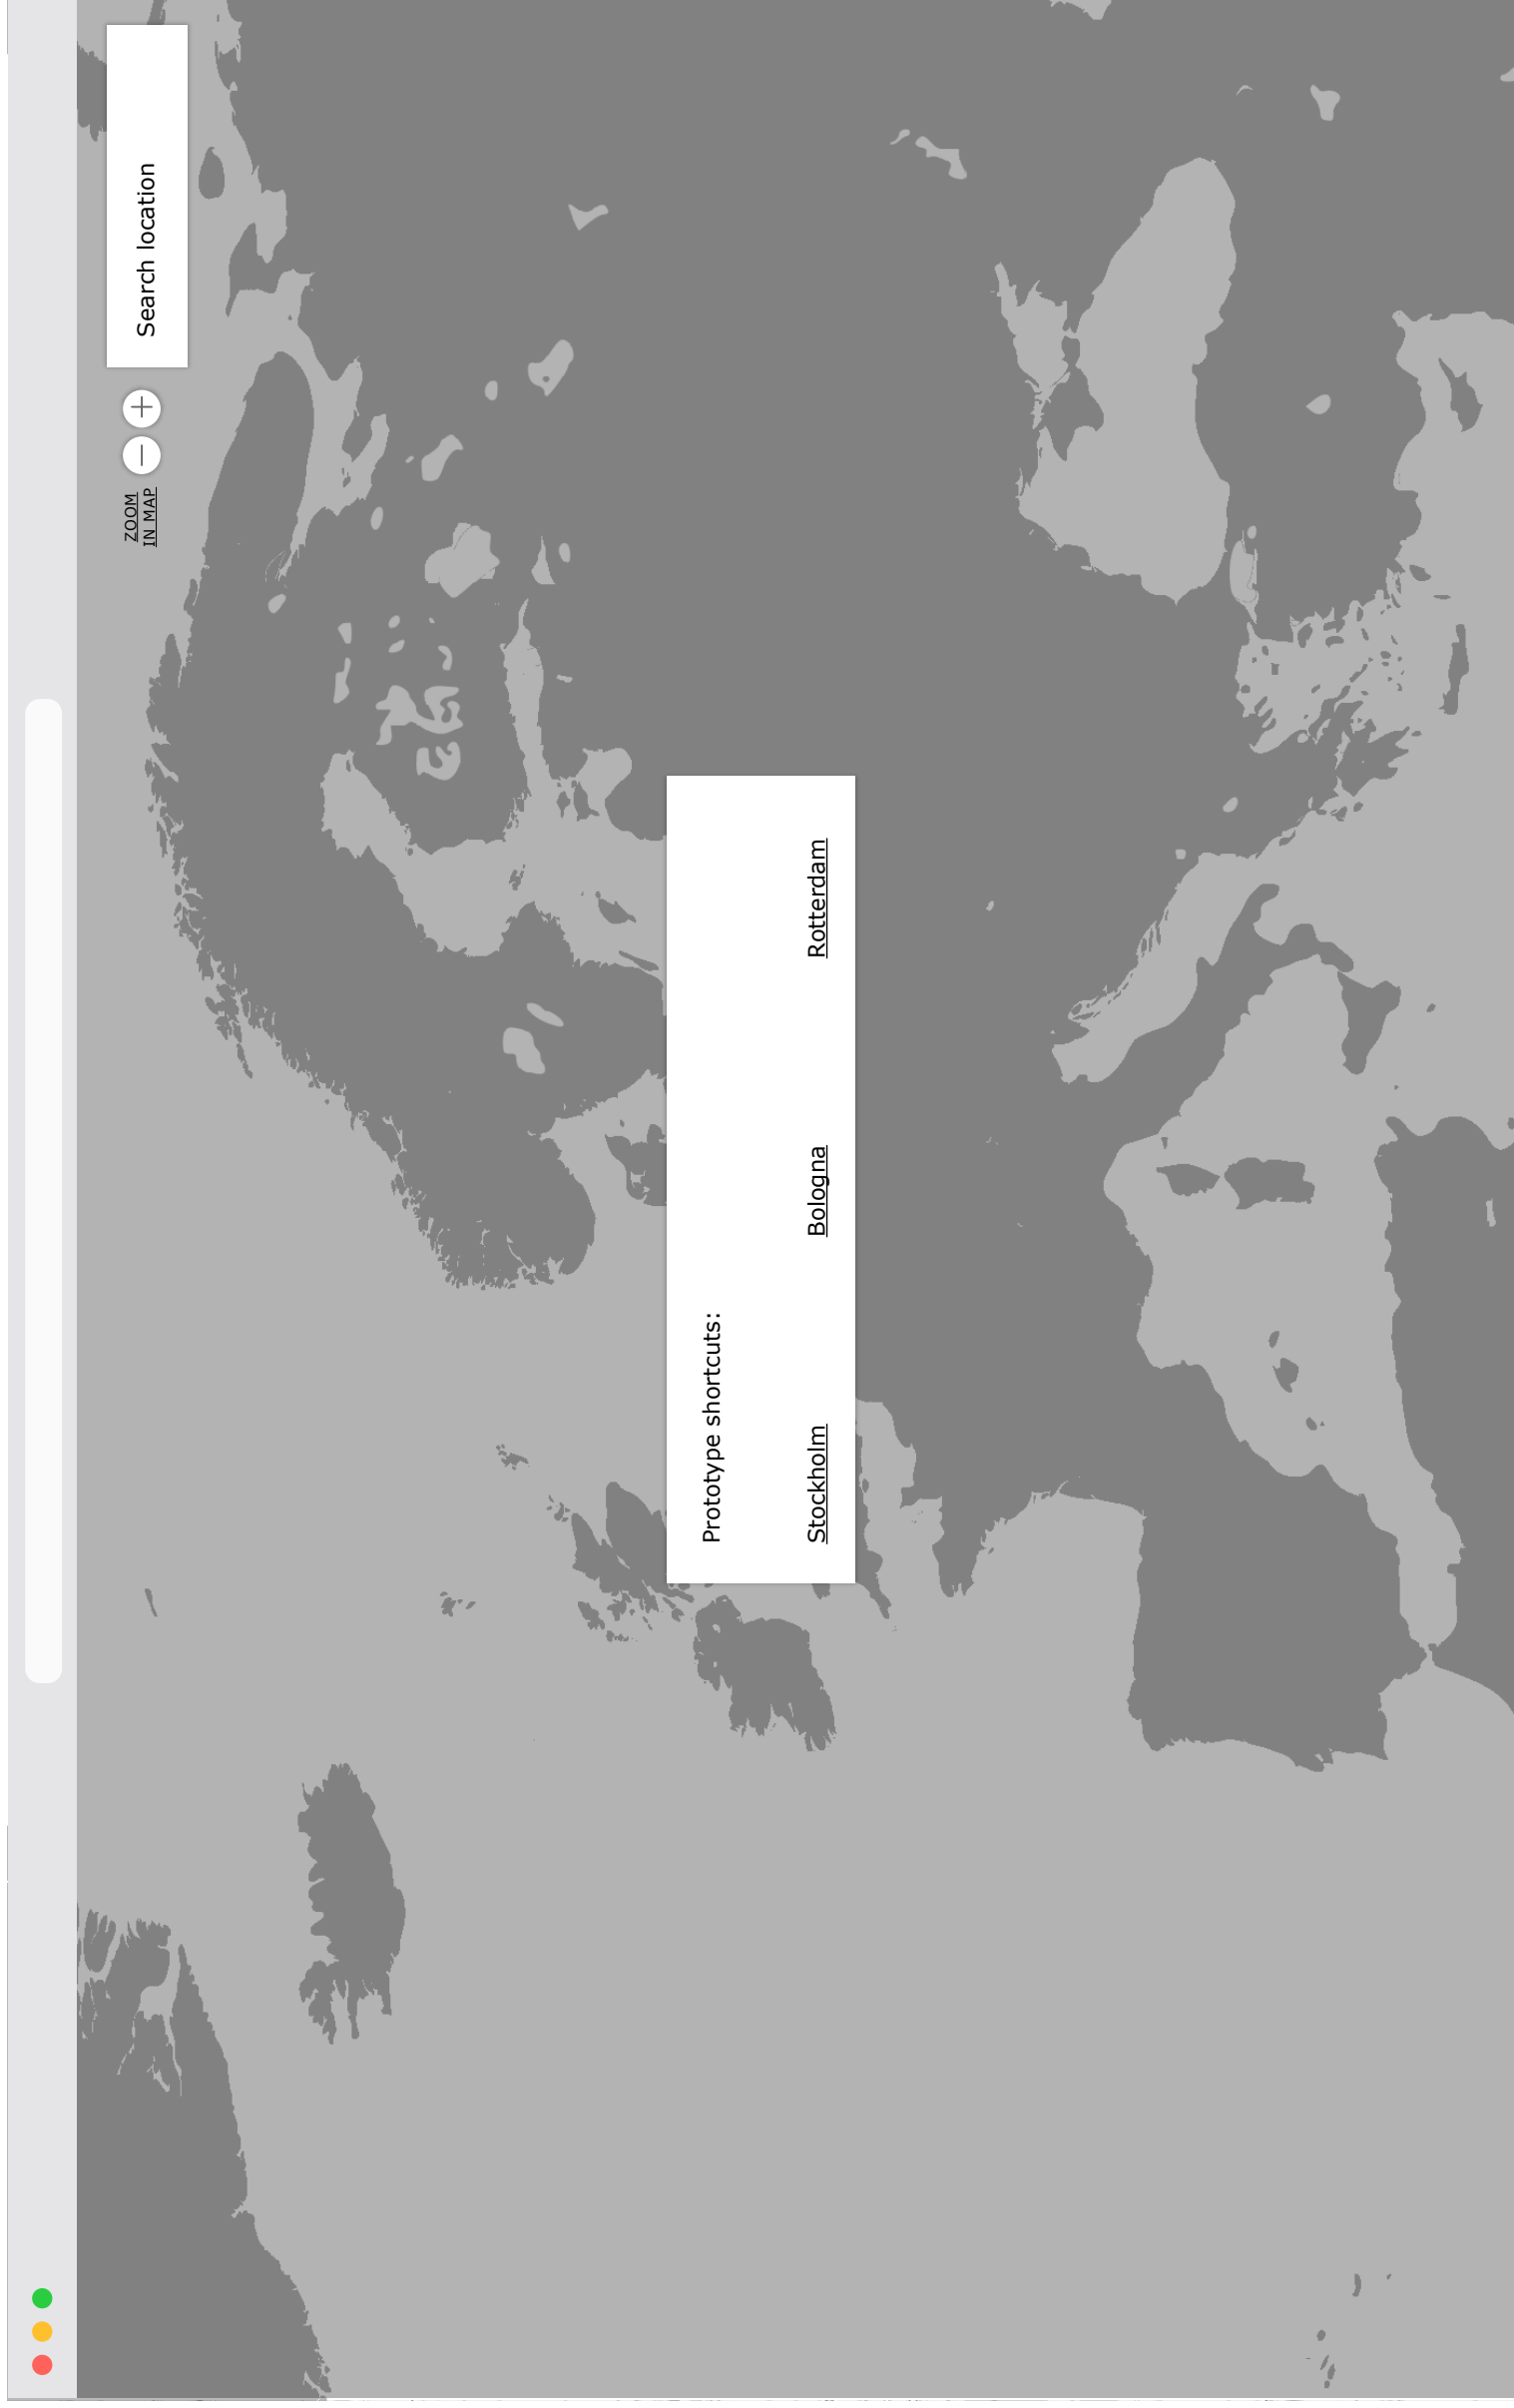 ZOOM
IN MAP
Search location
Prototype shortcuts:
Stockholm
Bologna
Rotterdam